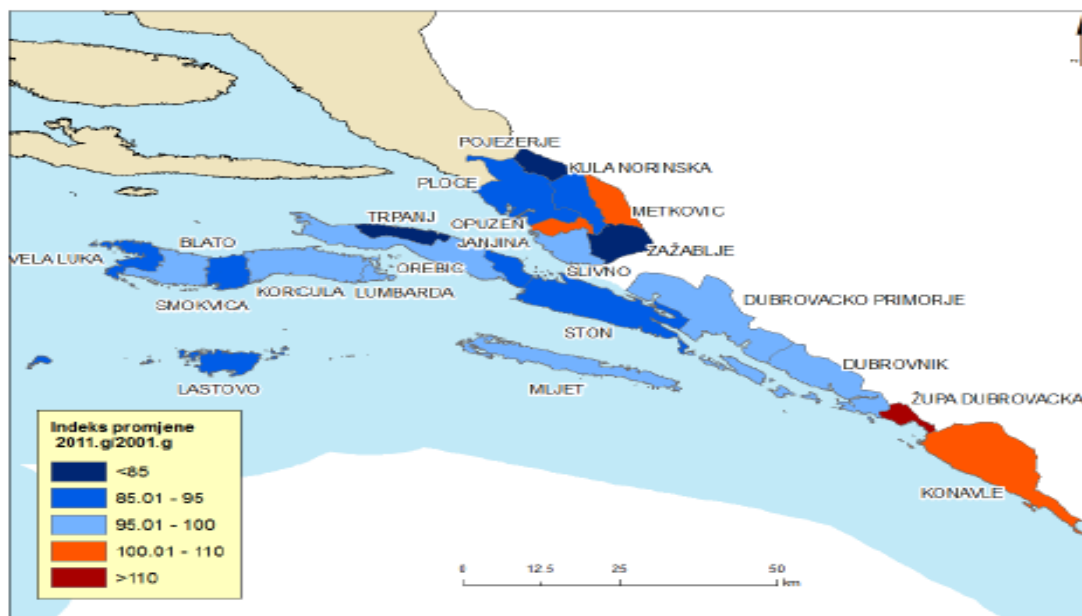 POJEZERJE
KULA NORINSKA
PLOCE
METKOVIC
TRPANJ
OPUZEN
BLATO
JANJINA
ZAŽABLJE
VELA LUKA
OREBIC
SLIVNO
SMOKVICA
KORCULA
LUMBARDA
DUBROVACKO PRIMORJE
STON
DUBROVNIK
LASTOVO
MLJET
ŽUPA DUBROVACKA
KONAVLE
Indeks promjene
2011.g/2001.g
<85
85.01 - 95
95.01 - 100
100.01 - 110
>110
0 12.5 25 50
km